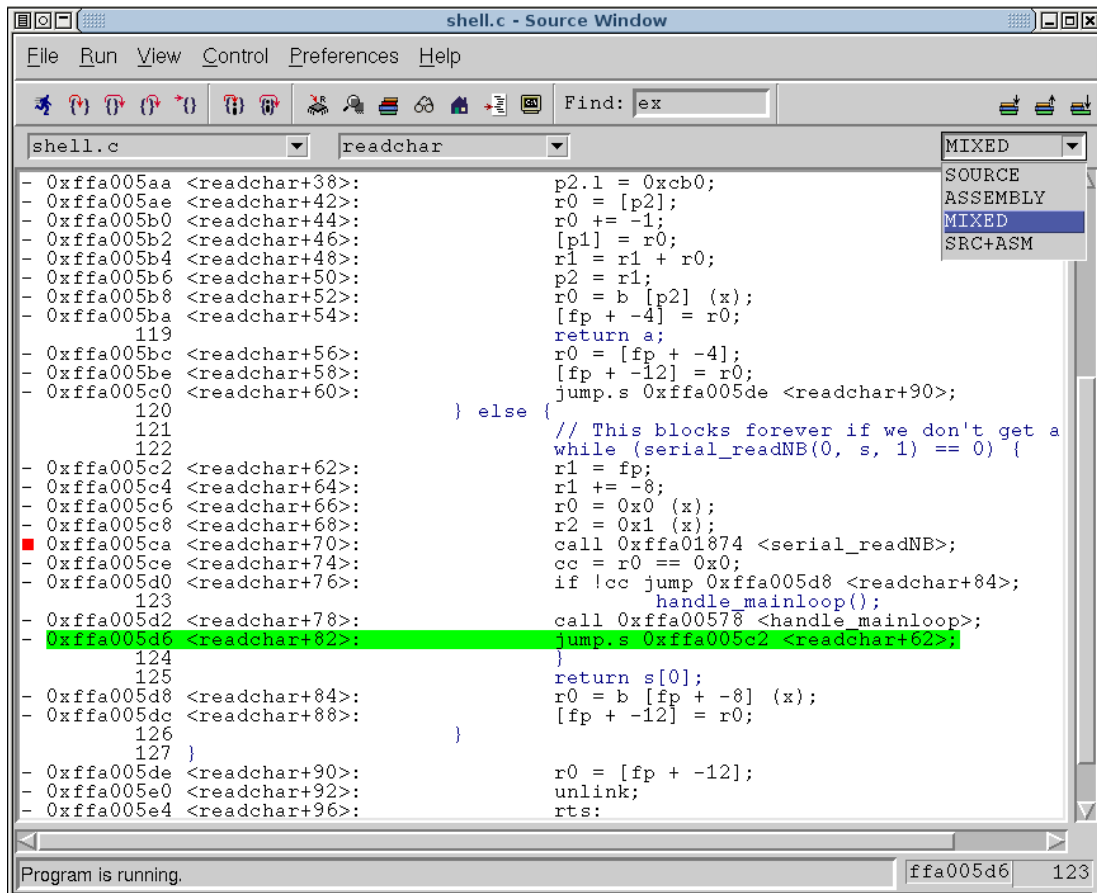 shell.c - Source Window
File Run View Control Preferences Help
Find: ex
shell.c readchar MIXED
SOURCE
ASSEMBLY
MIXED
SRC+ASM
- 0xffa005aa <readchar+38>: p2.l = 0xcb0;
- 0xffa005ae <readchar+42>: r0 = [p2];
- 0xffa005b0 <readchar+44>: r0 += -1;
- 0xffa005b2 <readchar+46>: [p1] = r0;
- 0xffa005b4 <readchar+48>: r1 = r1 + r0;
- 0xffa005b6 <readchar+50>: p2 = r1;
- 0xffa005b8 <readchar+52>: r0 = b [p2] (x);
- 0xffa005ba <readchar+54>: [fp + -4] = r0;
119 return a;
- 0xffa005bc <readchar+56>: r0 = [fp + -4];
- 0xffa005be <readchar+58>: [fp + -12] = r0;
- 0xffa005c0 <readchar+60>: jump.s 0xffa005de <readchar+90>;
120 } else {
121 // This blocks forever if we don't get a
122 while (serial_readNB(0, s, 1) == 0) {
- 0xffa005c2 <readchar+62>: r1 = fp;
- 0xffa005c4 <readchar+64>: r1 += -8;
- 0xffa005c6 <readchar+66>: r0 = 0x0 (x);
- 0xffa005c8 <readchar+68>: r2 = 0x1 (x);
0xffa005ca <readchar+70>: call 0xffa01874 <serial_readNB>;
- 0xffa005ce <readchar+74>: cc = r0 == 0x0;
- 0xffa005d0 <readchar+76>: if !cc jump 0xffa005d8 <readchar+84>;
123 handle_mainloop();
- 0xffa005d2 <readchar+78>: call 0xffa00578 <handle_mainloop>;
- 0xffa005d6 <readchar+82>: jump.s 0xffa005c2 <readchar+62>;
124 }
125 return s[0];
- 0xffa005d8 <readchar+84>: r0 = b [fp + -8] (x);
- 0xffa005dc <readchar+88>: [fp + -12] = r0;
126 }
127 }
- 0xffa005de <readchar+90>: r0 = [fp + -12];
- 0xffa005e0 <readchar+92>: unlink;
- 0xffa005e4 <readchar+96>: rts:
Program is running. ffa005d6 123